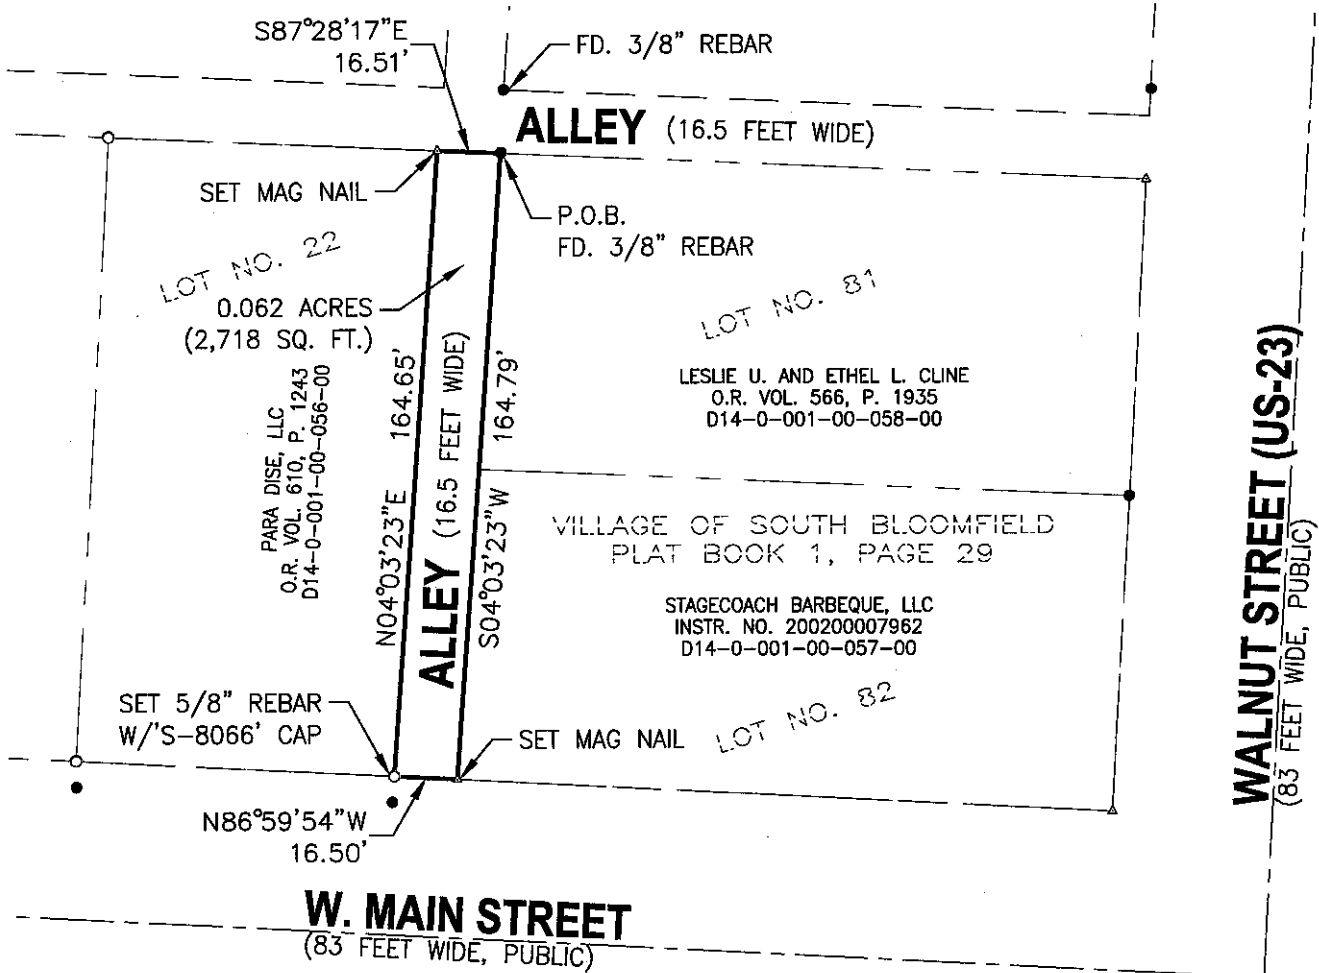 S87°28'17"E
16.51'
FD. 3/8" REBAR
ALLEY (16.5 FEET WIDE)
SET MAG NAIL
P.O.B.
FD. 3/8" REBAR
LOT NO. 22
0.062 ACRES
(2,718 SQ. FT.)
LOT NO. 81
PARA DISE, LLC
O.R. VOL. 610, P. 1243
D14-0-001-00-056-00
N04°03'23"E 164.65'
ALLEY (16.5 FEET WIDE)
S04°03'23"W 164.79'
LESLIE U. AND ETHEL L. CLINE
O.R. VOL. 566, P. 1935
D14-0-001-00-058-00
VILLAGE OF SOUTH BLOOMFIELD
PLAT BOOK 1, PAGE 29
STAGECOACH BARBEQUE, LLC
INSTR. NO. 200200007962
D14-0-001-00-057-00
WALNUT STREET (US-23)
(83 FEET WIDE, PUBLIC)
SET 5/8" REBAR
W/'S-8066' CAP
SET MAG NAIL
LOT NO. 82
N86°59'54"W
16.50'
W. MAIN STREET
(83 FEET WIDE, PUBLIC)